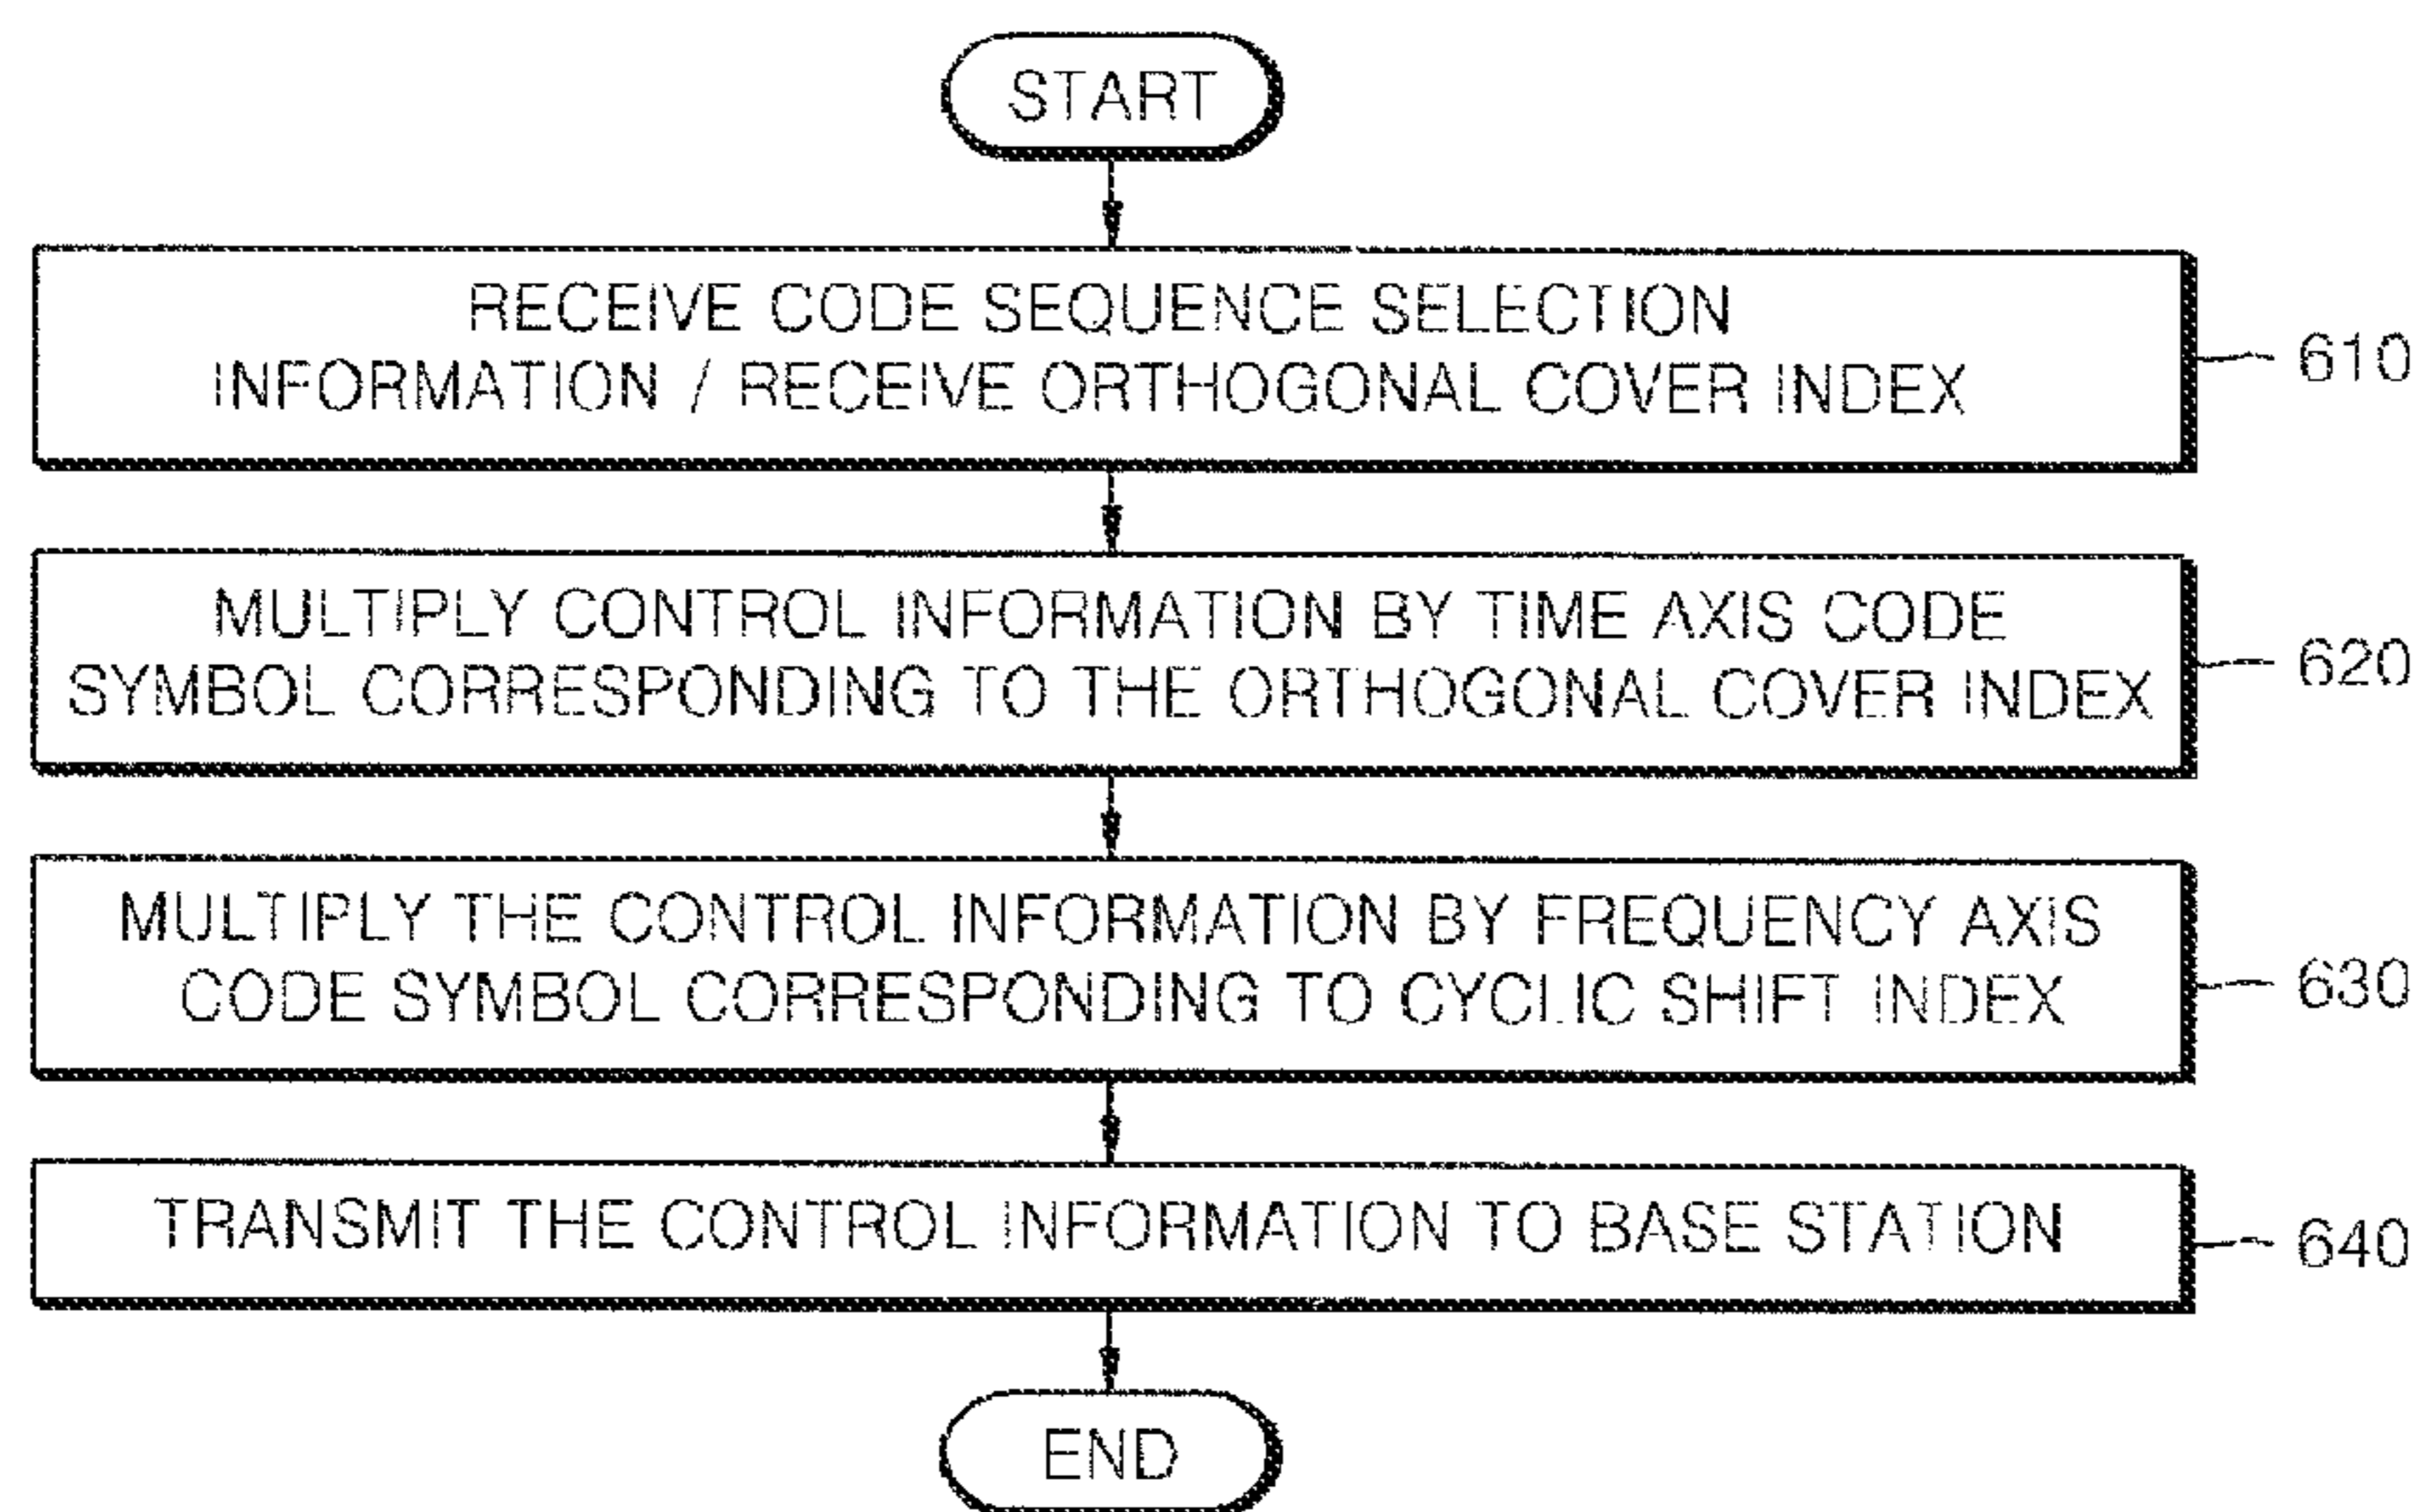 START
RECEIVE CODE SEQUENCE SELECTION
INFORMATION / RECEIVE ORTHOGONAL COVER INDEX
610
MULTIPLY CONTROL INFORMATION BY TIME AXIS CODE
SYMBOL CORRESPONDING TO THE ORTHOGONAL COVER INDEX
620
MULTIPLY THE CONTROL INFORMATION BY FREQUENCY AXIS
CODE SYMBOL CORRESPONDING TO CYCLIC SHIFT INDEX
630
TRANSMIT THE CONTROL INFORMATION TO BASE STATION
640
END